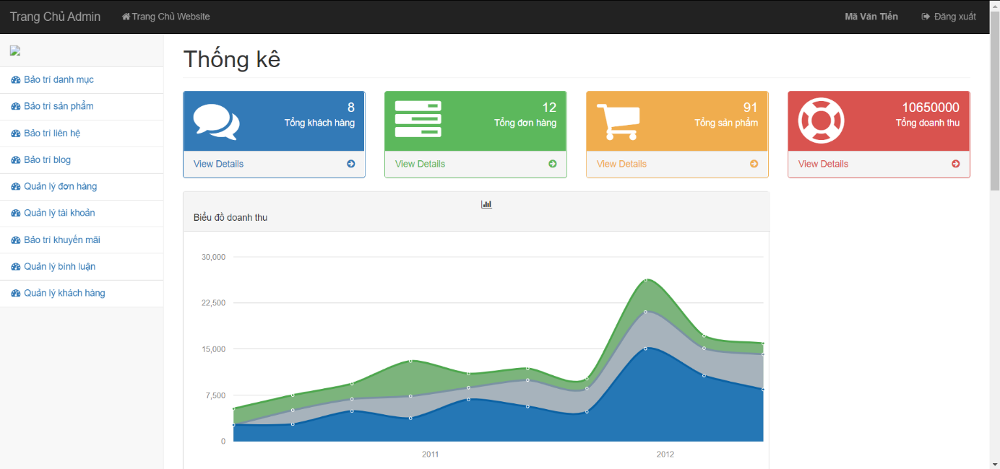 Trang Chủ Admin
Trang Chủ Website
Mã Văn Tiến
Đăng xuất
Bảo trì danh mục
Bảo trì sản phẩm
Bảo trì liên hệ
Bảo trì blog
Quản lý đơn hàng
Quản lý tài khoản
Bảo trì khuyến mãi
Quản lý bình luận
Quản lý khách hàng
Thống kê
8
Tổng khách hàng
View Details
12
Tổng đơn hàng
View Details
91
Tổng sản phẩm
View Details
10650000
Tổng doanh thu
View Details
Biểu đồ doanh thu
30,000
22,500
15,000
7,500
0
2011
2012